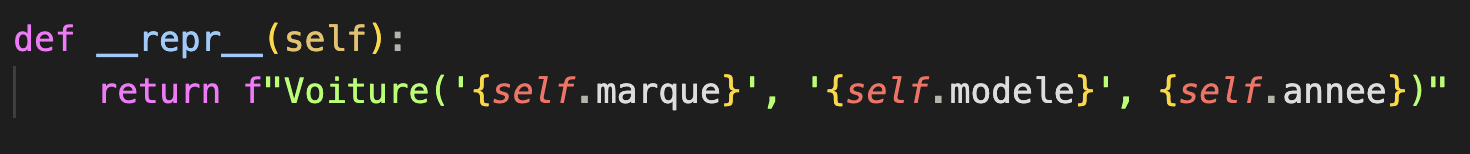 def __repr__(self):
    return f"Voiture('{self.marque}', '{self.modele}', {self.annee})"